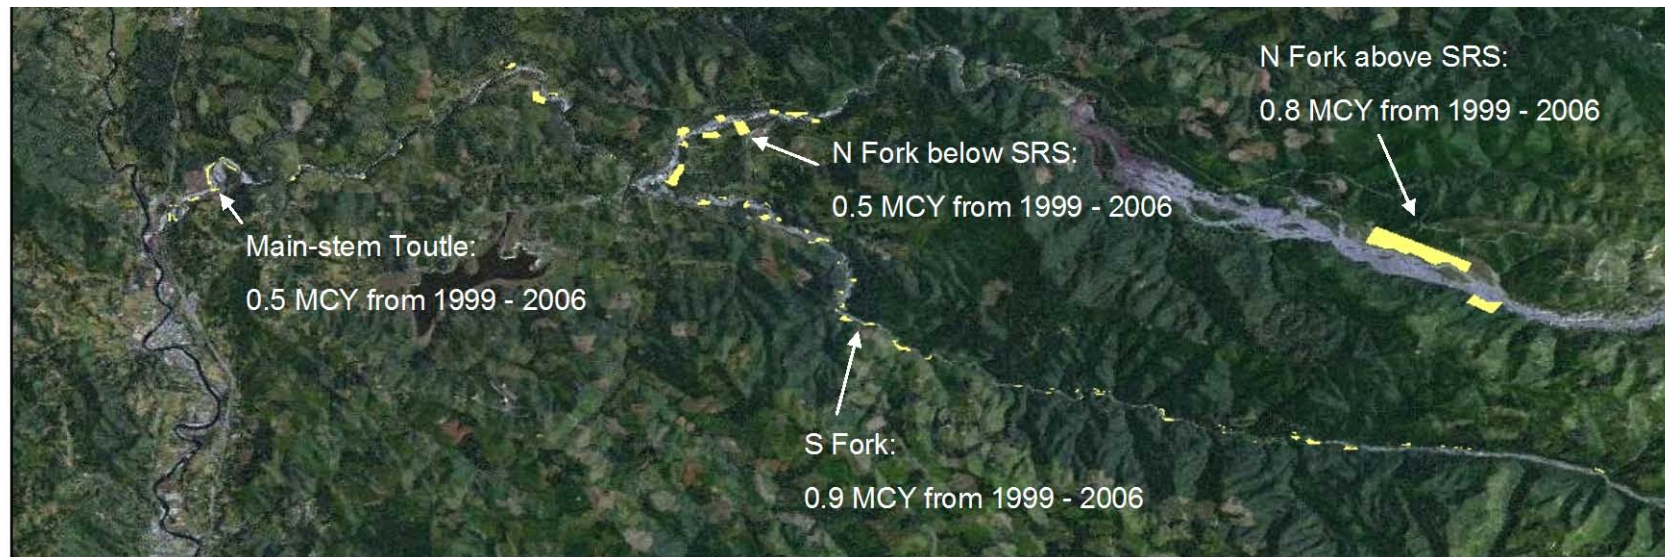 N Fork above SRS:
0.8 MCY from 1999 - 2006
N Fork below SRS:
0.5 MCY from 1999 - 2006
Main-stem Toutle:
0.5 MCY from 1999 - 2006
S Fork:
0.9 MCY from 1999 - 2006